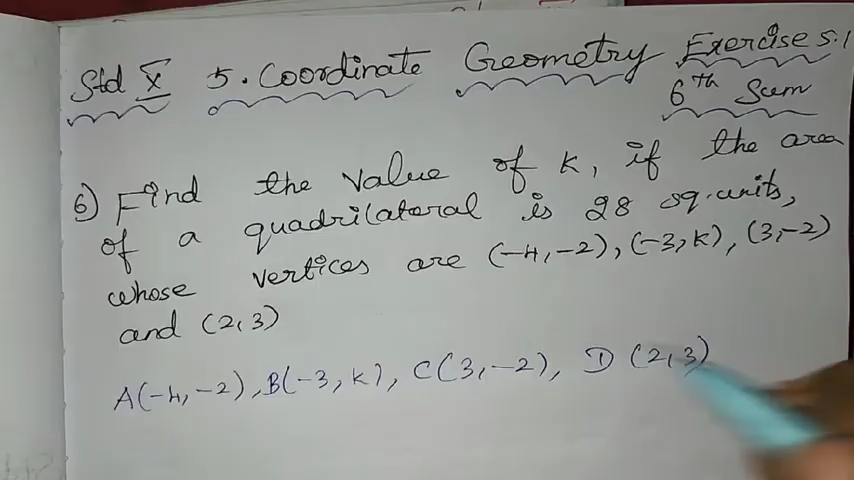 Std X 5. Coordinate Geometry Exercise 5.1
6th Sum
6) Find the value of k, if the area
of a quadrilateral is 28 sq.units,
whose vertices are (-4,-2), (-3,k), (3,-2)
and (2,3)
A(-4,-2), B(-3,k), C(3,-2), D(2,3)